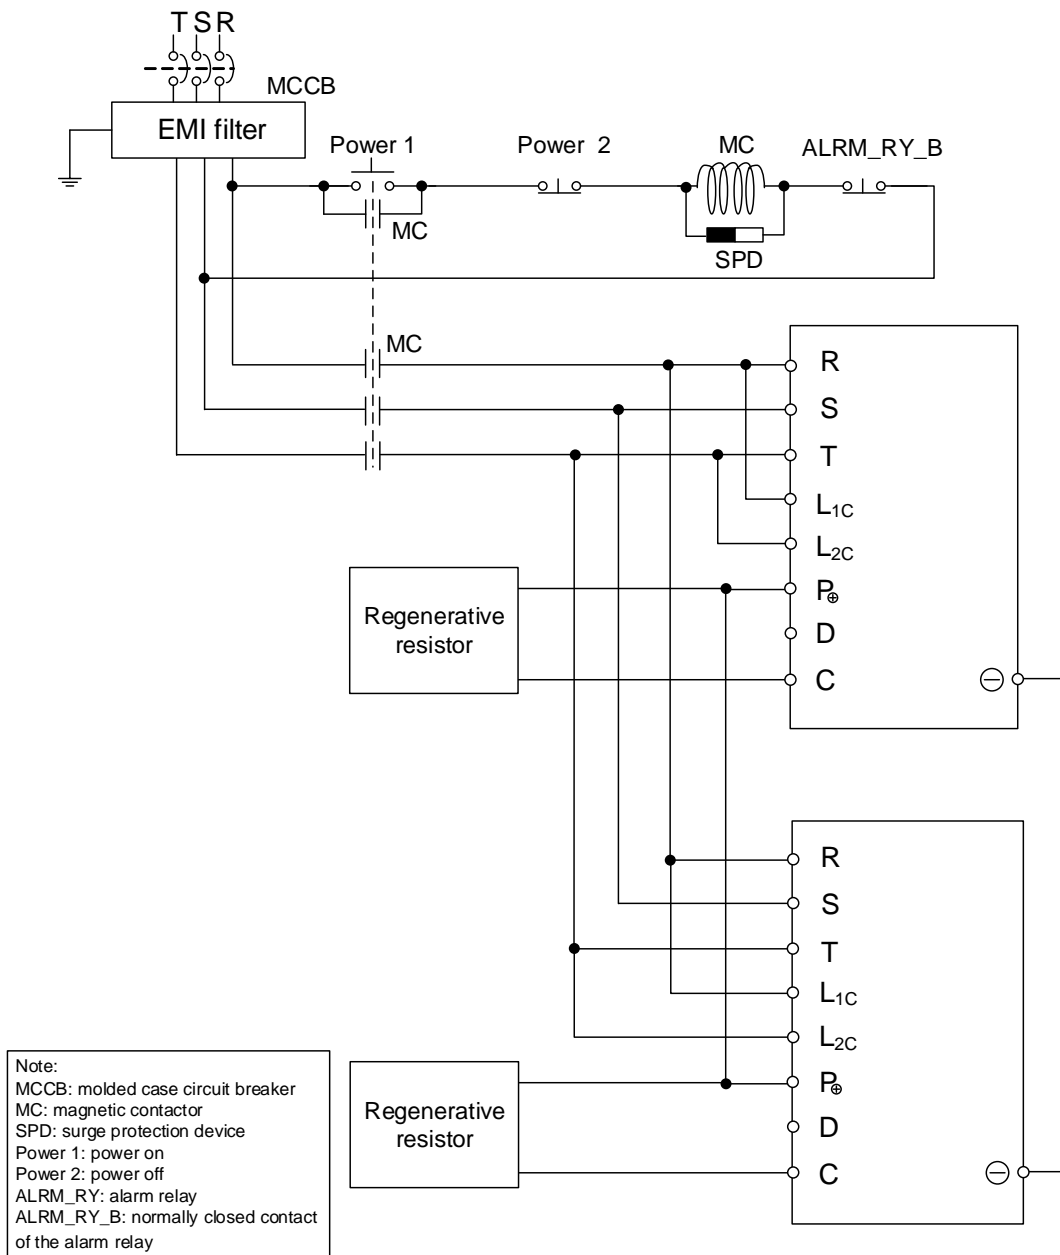 T S R
MCCB
EMI filter
Power 1
Power 2
MC
ALRM_RY_B
MC
SPD
MC
R
S
T
L1C
L2C
P⊕
D
C
⊖
Regenerative
resistor
R
S
T
L1C
L2C
P⊕
D
C
⊖
Regenerative
resistor
Note:
MCCB: molded case circuit breaker
MC: magnetic contactor
SPD: surge protection device
Power 1: power on
Power 2: power off
ALRM_RY: alarm relay
ALRM_RY_B: normally closed contact
of the alarm relay